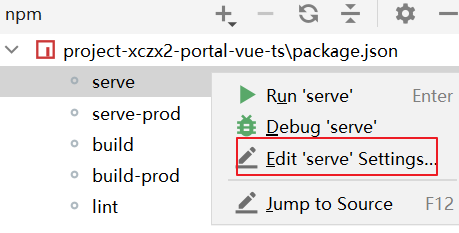 npm
project-xczx2-portal-vue-ts\package.json
serve
serve-prod
build
build-prod
lint
Run 'serve' Enter
Debug 'serve'
Edit 'serve' Settings...
Jump to Source F12